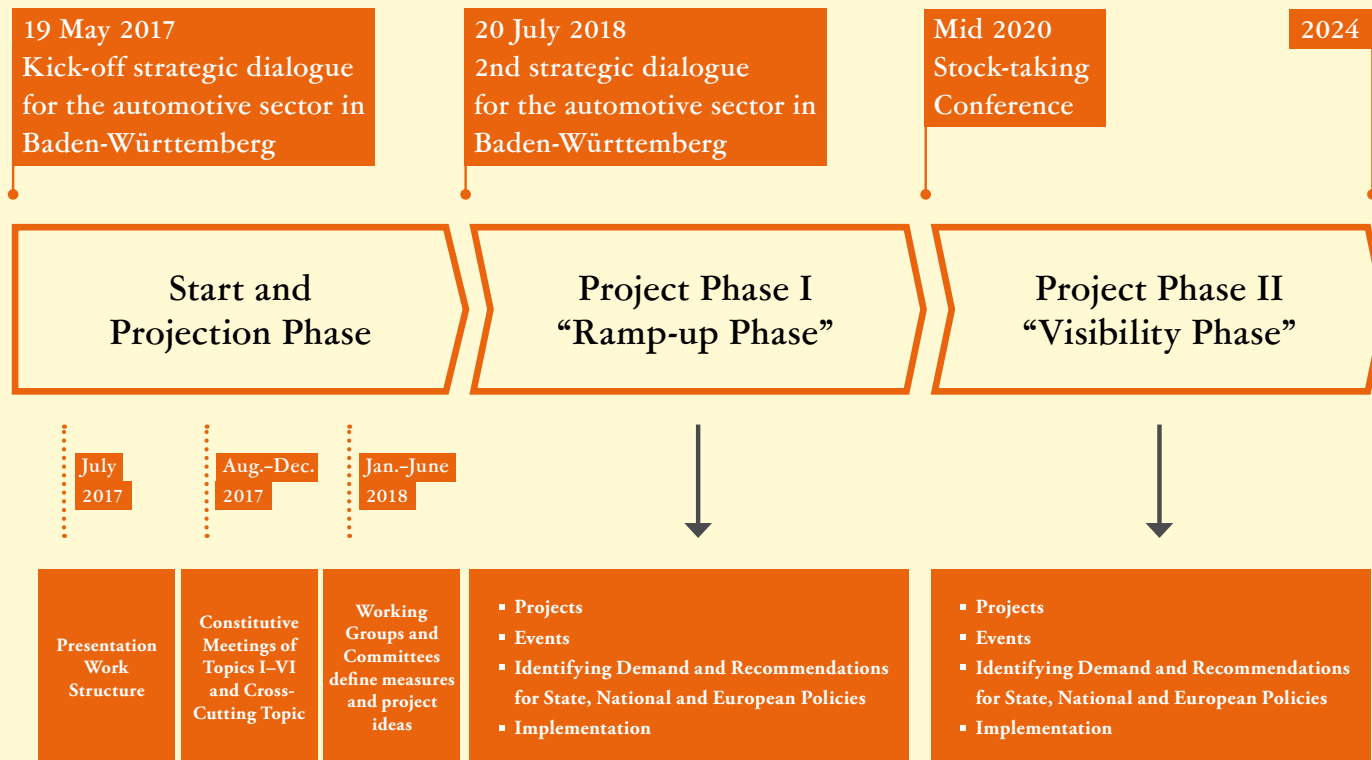 19 May 2017
Kick-off strategic dialogue
for the automotive sector in
Baden-Württemberg
20 July 2018
2nd strategic dialogue
for the automotive sector in
Baden-Württemberg
Mid 2020
Stock-taking
Conference
2024
Start and
Projection Phase
Project Phase I
“Ramp-up Phase”
Project Phase II
“Visibility Phase”
July
2017
Aug.–Dec.
2017
Jan.–June
2018
Presentation
Work
Structure
Constitutive
Meetings of
Topics I–VI
and Cross-
Cutting Topic
Working
Groups and
Committees
define measures
and project
ideas
▪ Projects
▪ Events
▪ Identifying Demand and Recommendations
for State, National and European Policies
▪ Implementation
▪ Projects
▪ Events
▪ Identifying Demand and Recommendations
for State, National and European Policies
▪ Implementation